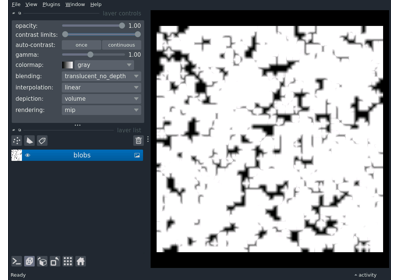 File View Plugins Window Help
layer controls
opacity: 1.00
contrast limits:
auto-contrast: once continuous
gamma: 1.00
colormap: gray
blending: translucent_no_depth
interpolation: linear
depiction: volume
rendering: mip
layer list
blobs
Ready activity